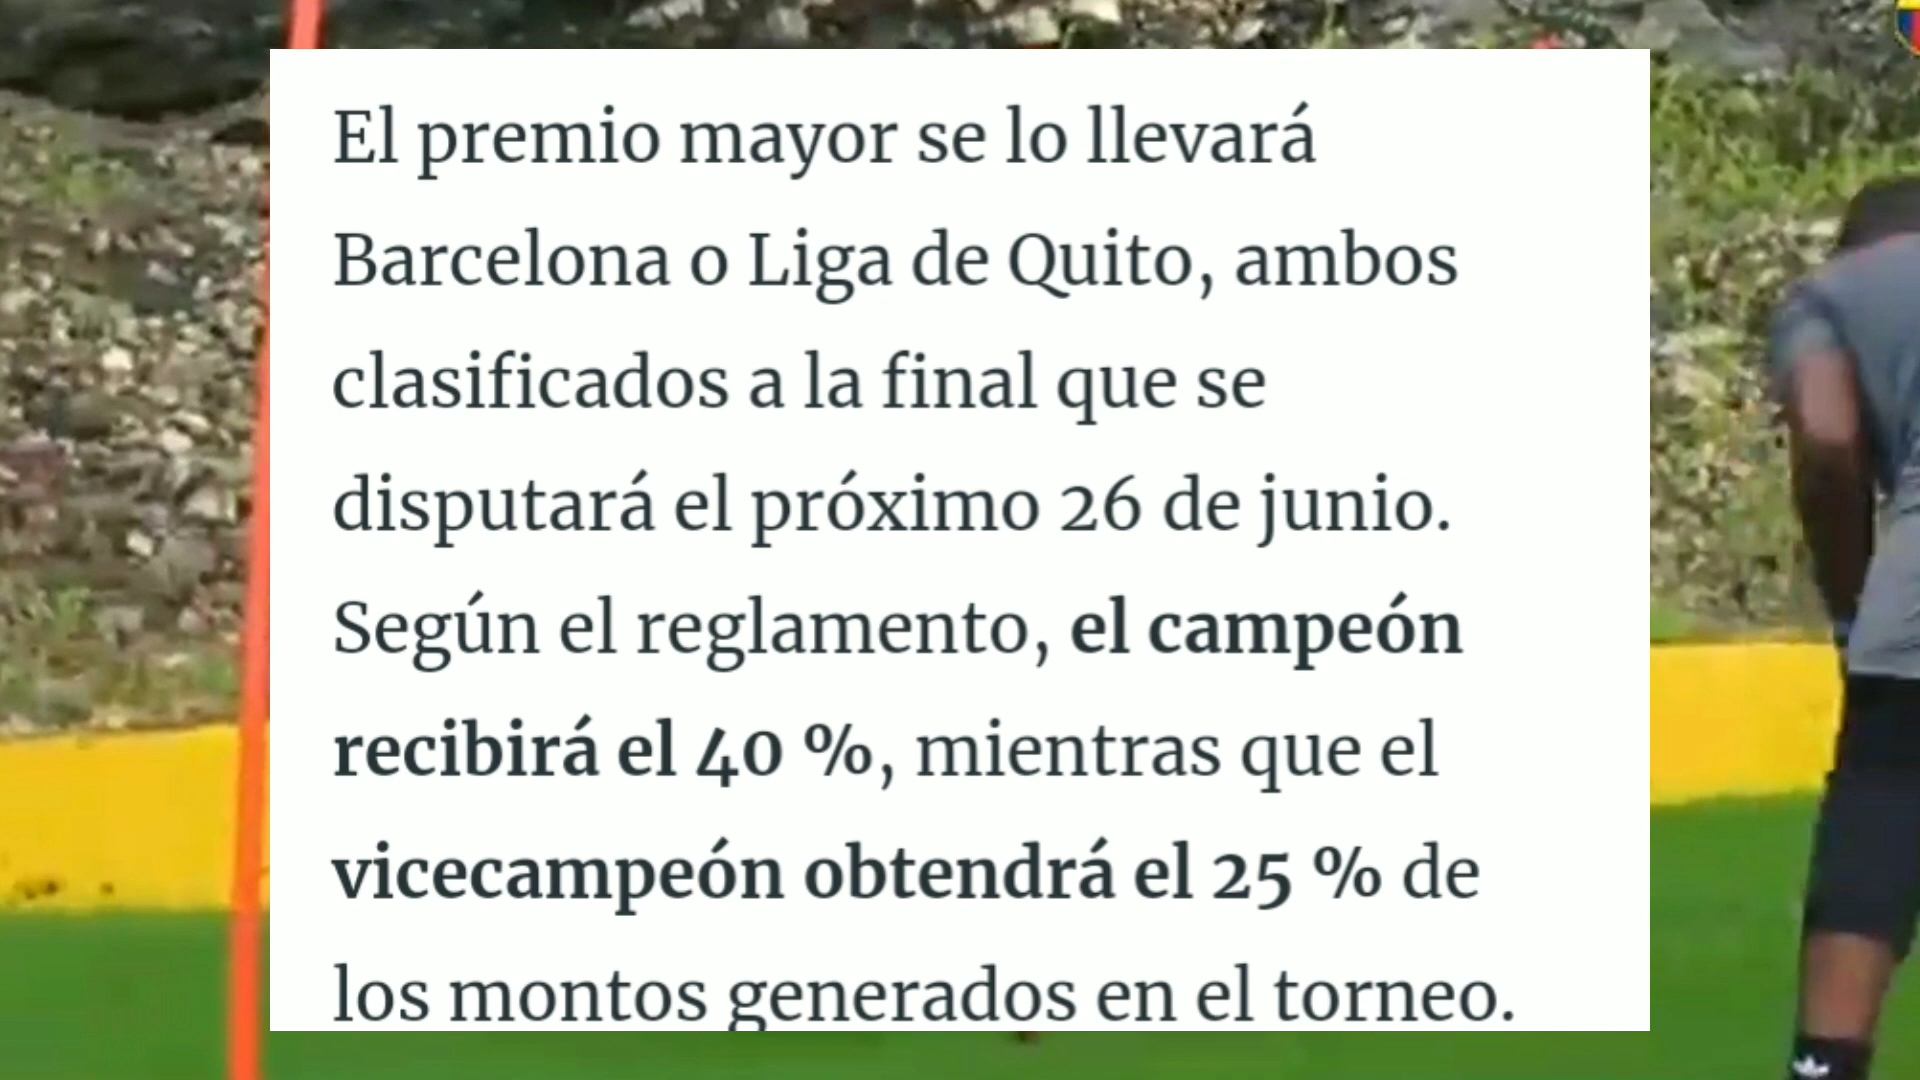 El premio mayor se lo llevará
Barcelona o Liga de Quito, ambos
clasificados a la final que se
disputará el próximo 26 de junio.
Según el reglamento, el campeón
recibirá el 40 %, mientras que el
vicecampeón obtendrá el 25 % de
los montos generados en el torneo.